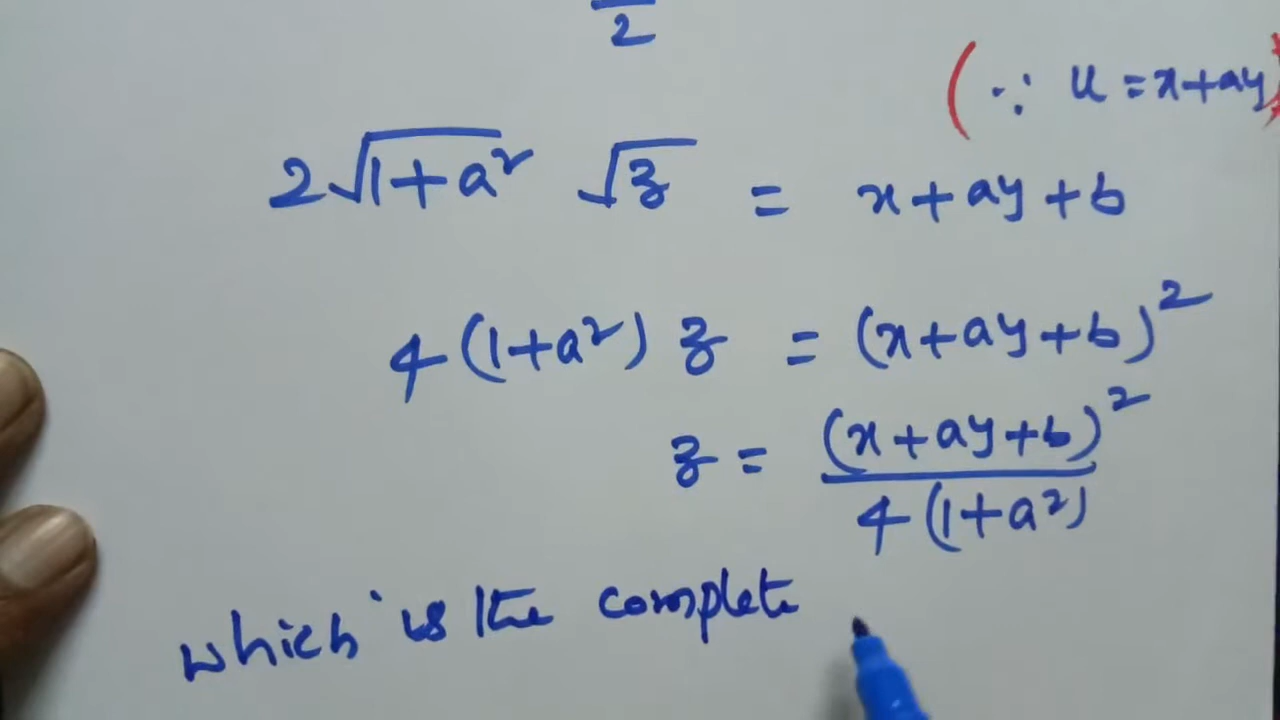 2
(∵ u = x+ay)
2√(1+a²) √z = x+ay+b
4(1+a²) z = (x+ay+b)²
z = (x+ay+b)² / 4(1+a²)
which is the complete